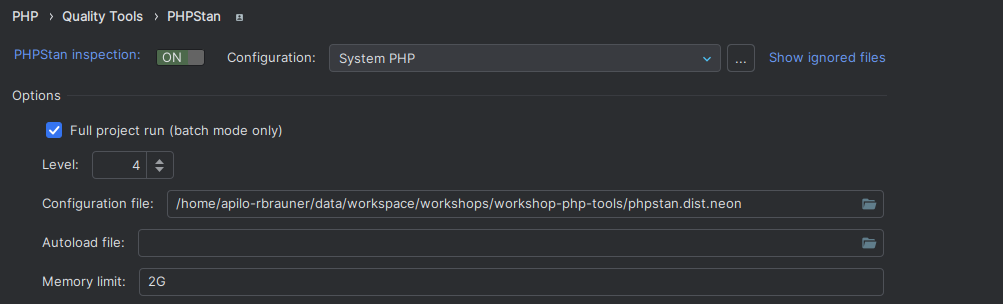 PHP › Quality Tools › PHPStan
PHPStan inspection: ON Configuration: System PHP ... Show ignored files
Options
Full project run (batch mode only)
Level: 4
Configuration file: /home/apilo-rbrauner/data/workspace/workshops/workshop-php-tools/phpstan.dist.neon
Autoload file:
Memory limit: 2G